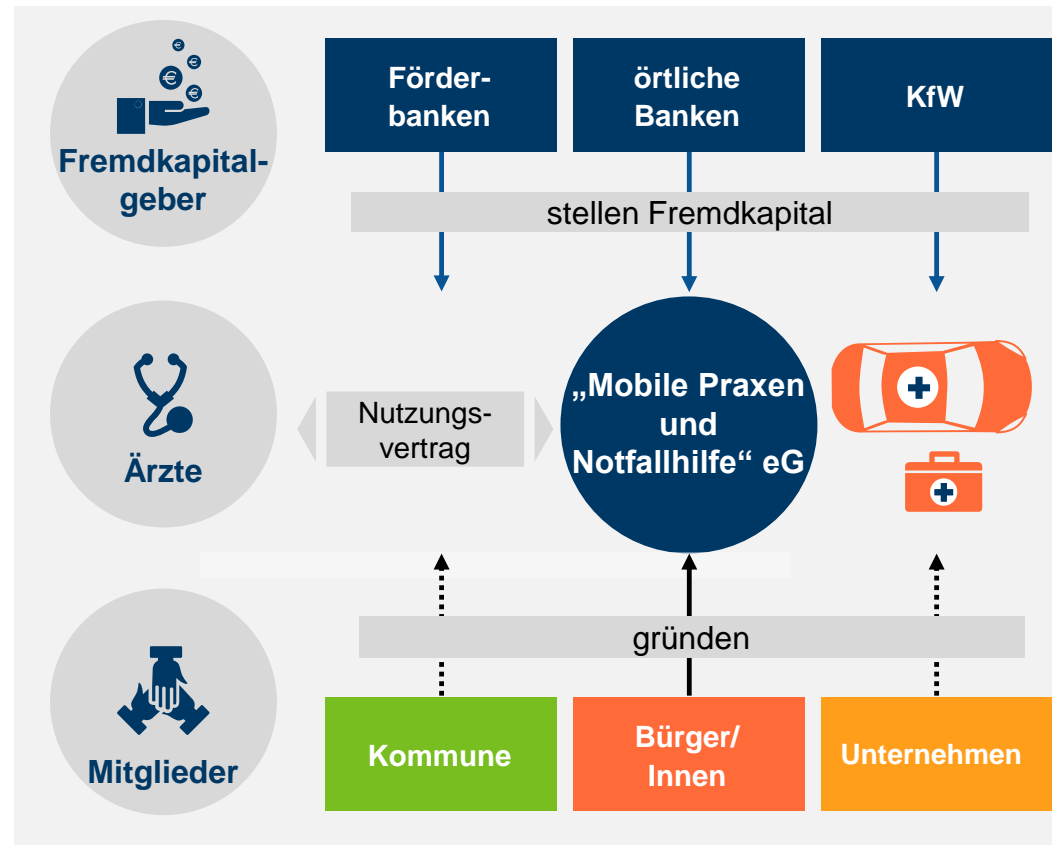 Fremdkapital-
geber
Förder-
banken
örtliche
Banken
KfW
stellen Fremdkapital
Ärzte
Nutzungs-
vertrag
„Mobile Praxen
und
Notfallhilfe“ eG
gründen
Mitglieder
Kommune
Bürger/
Innen
Unternehmen